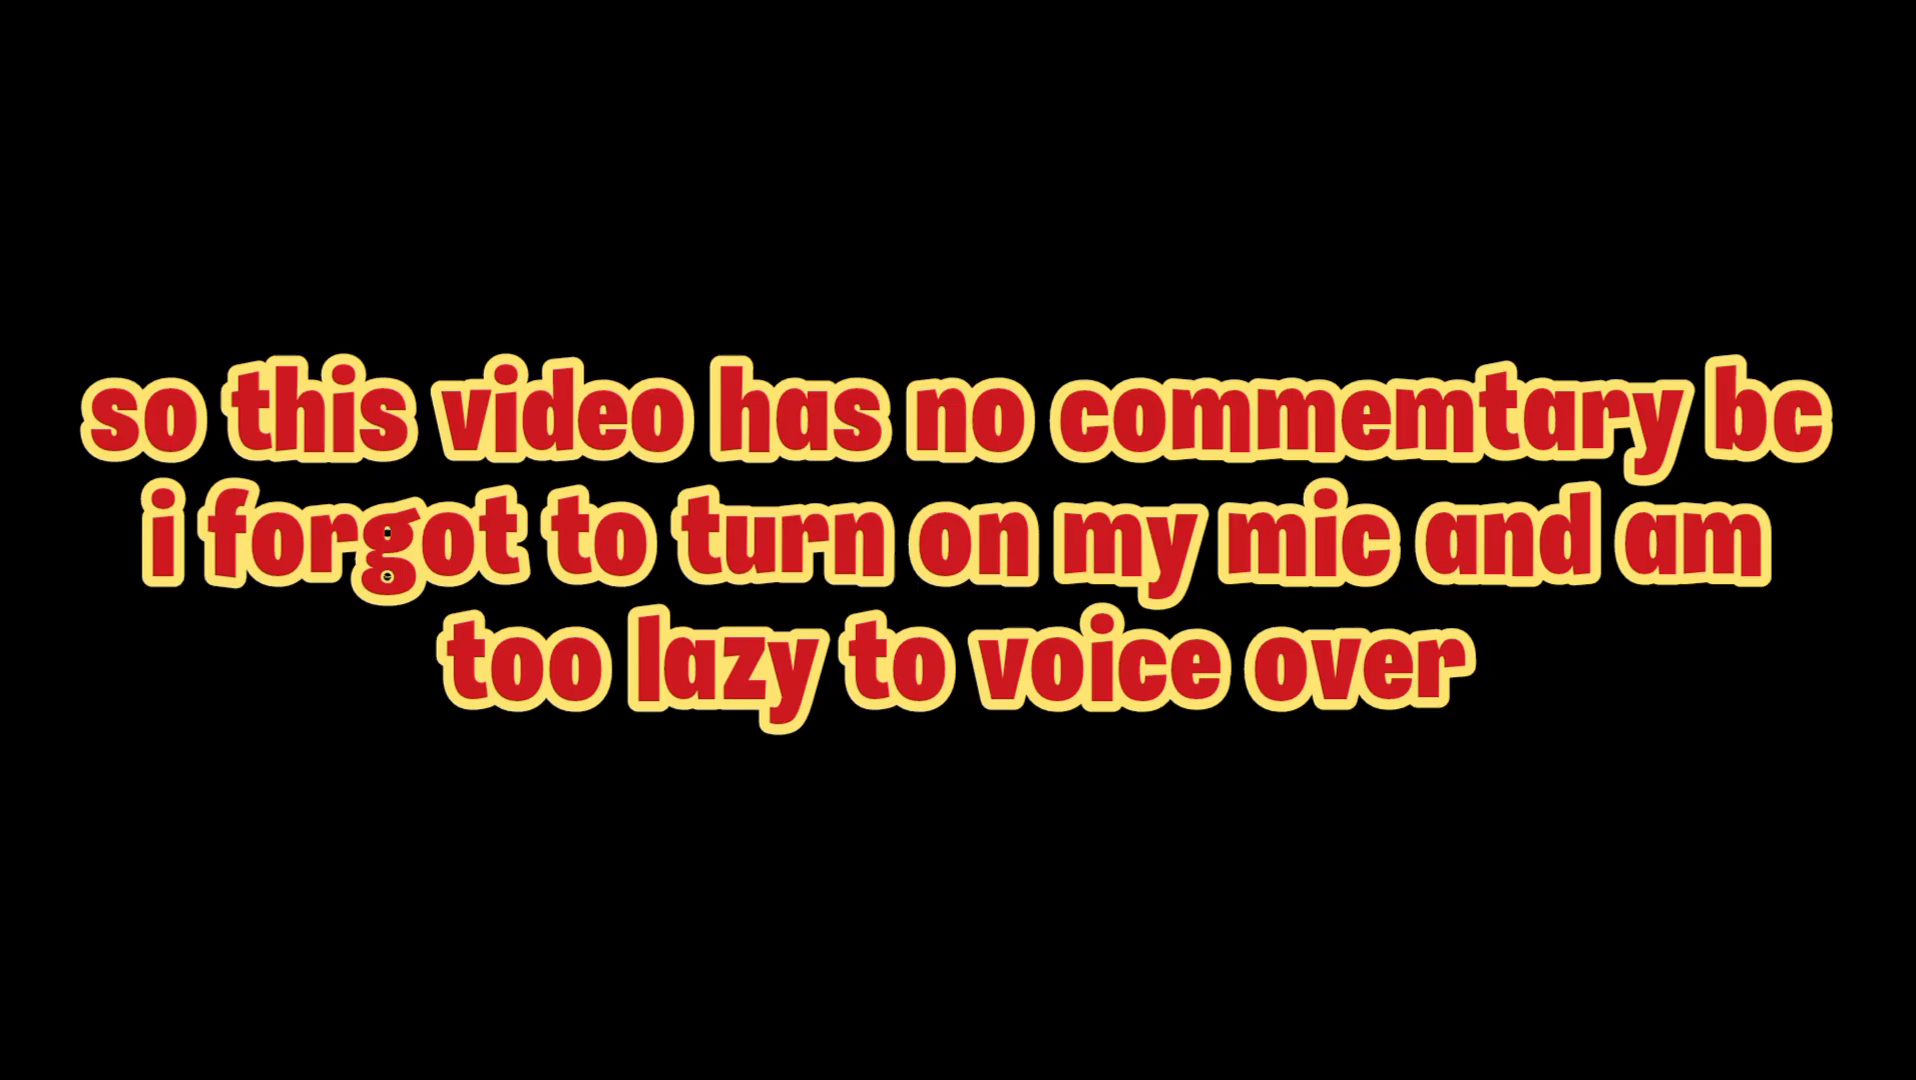 so this video has no commemtary bc
i forgot to turn on my mic and am
too lazy to voice over